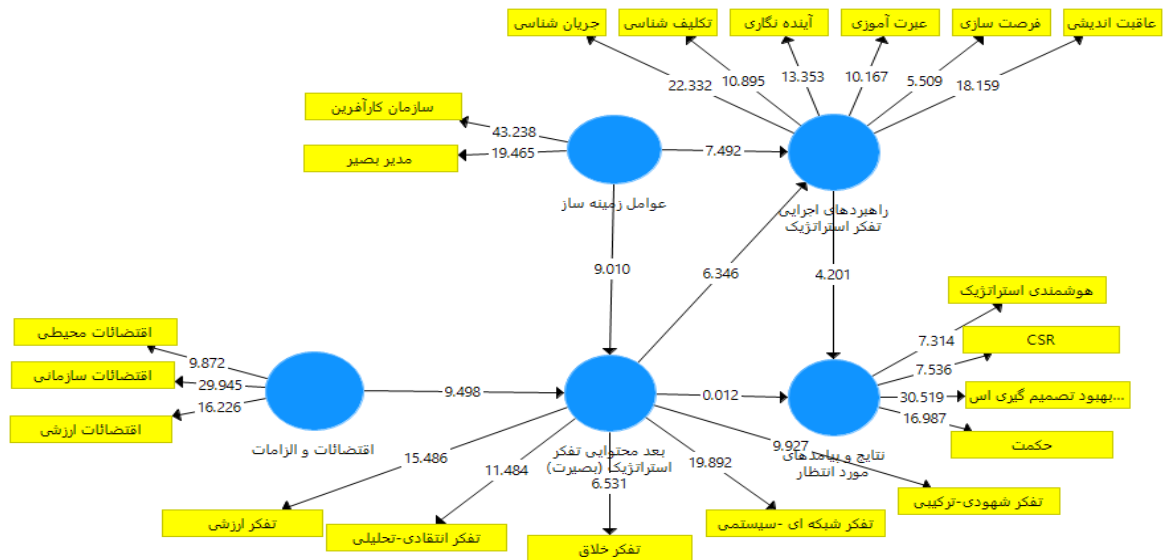 جریان شناسی
تکلیف شناسی
آینده نگاری
عبرت آموزی
فرصت سازی
عاقبت اندیشی
22.332
10.895
13.353
10.167
5.509
18.159
سازمان کارآفرین
43.238
مدیر بصیر
19.465
7.492
عوامل زمینه ساز
راهبردهای اجرایی
تفکر استراتژیک
9.010
6.346
4.201
هوشمندی استراتژیک
7.314
CSR
7.536
بهبود تصمیم گیری اس...
30.519
حکمت
16.987
اقتضائات محیطی
9.872
اقتضائات سازمانی
29.945
اقتضائات ارزشی
16.226
9.498
0.012
اقتضائات و الزامات
بعد محتوایی تفکر
استراتژیک (بصیرت)
نتایج و پیامدهای
مورد انتظار
15.486
11.484
6.531
19.892
9.927
تفکر ارزشی
تفکر انتقادی-تحلیلی
تفکر خلاق
تفکر شبکه ای -سیستمی
تفکر شهودی-ترکیبی